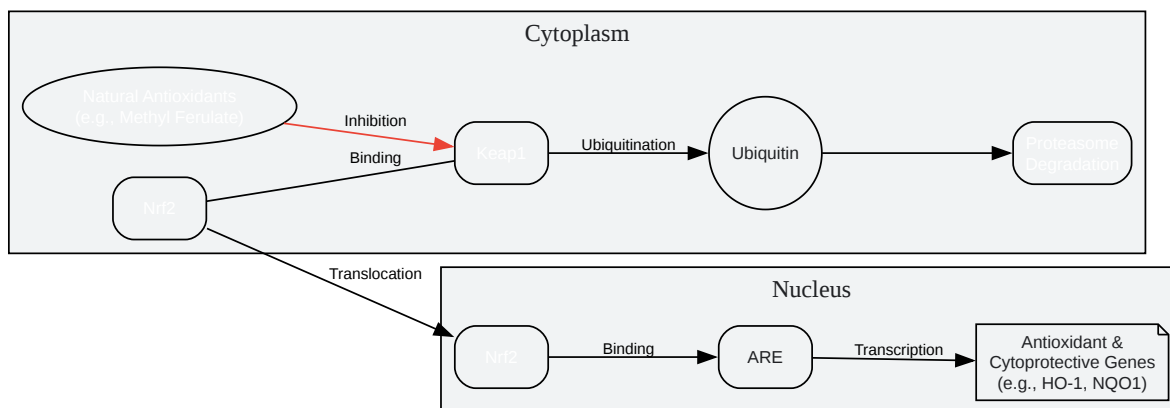 Cytoplasm
Natural Antioxidants
(e.g., Methyl Ferulate)
Inhibition
Binding
Keap1
Ubiquitination
Ubiquitin
Proteasome
Degradation
Nrf2
Translocation
Nucleus
Nrf2
Binding
ARE
Transcription
Antioxidant &
Cytoprotective Genes
(e.g., HO-1, NQO1)